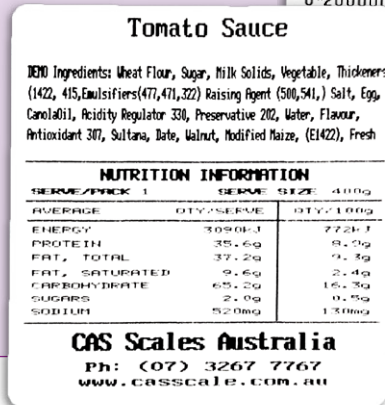 Tomato Sauce
DEMO Ingredients: Wheat Flour, Sugar, Milk Solids, Vegetable, Thickeners
(1422, 415,Emulsifiers(477,471,322) Raising Agent (500,541,) Salt, Egg,
CanolaOil, Acidity Regulator 330, Preservative 202, Water, Flavour,
Antioxidant 307, Sultana, Date, Walnut, Modified Maize, (E1422), Fresh
NUTRITION INFORMATION
SERVE/PACK 1 SERVE SIZE 400g
AVERAGE QTY/SERVE QTY/100g
ENERGY 3090kJ 772kJ
PROTEIN 35.6g 8.9g
FAT, TOTAL 37.2g 9.3g
FAT, SATURATED 9.6g 2.4g
CARBOHYDRATE 65.2g 16.3g
SUGARS 2.0g 0.5g
SODIUM 520mg 130mg
CAS Scales Australia
Ph: (07) 3267 7767
www.casscale.com.au